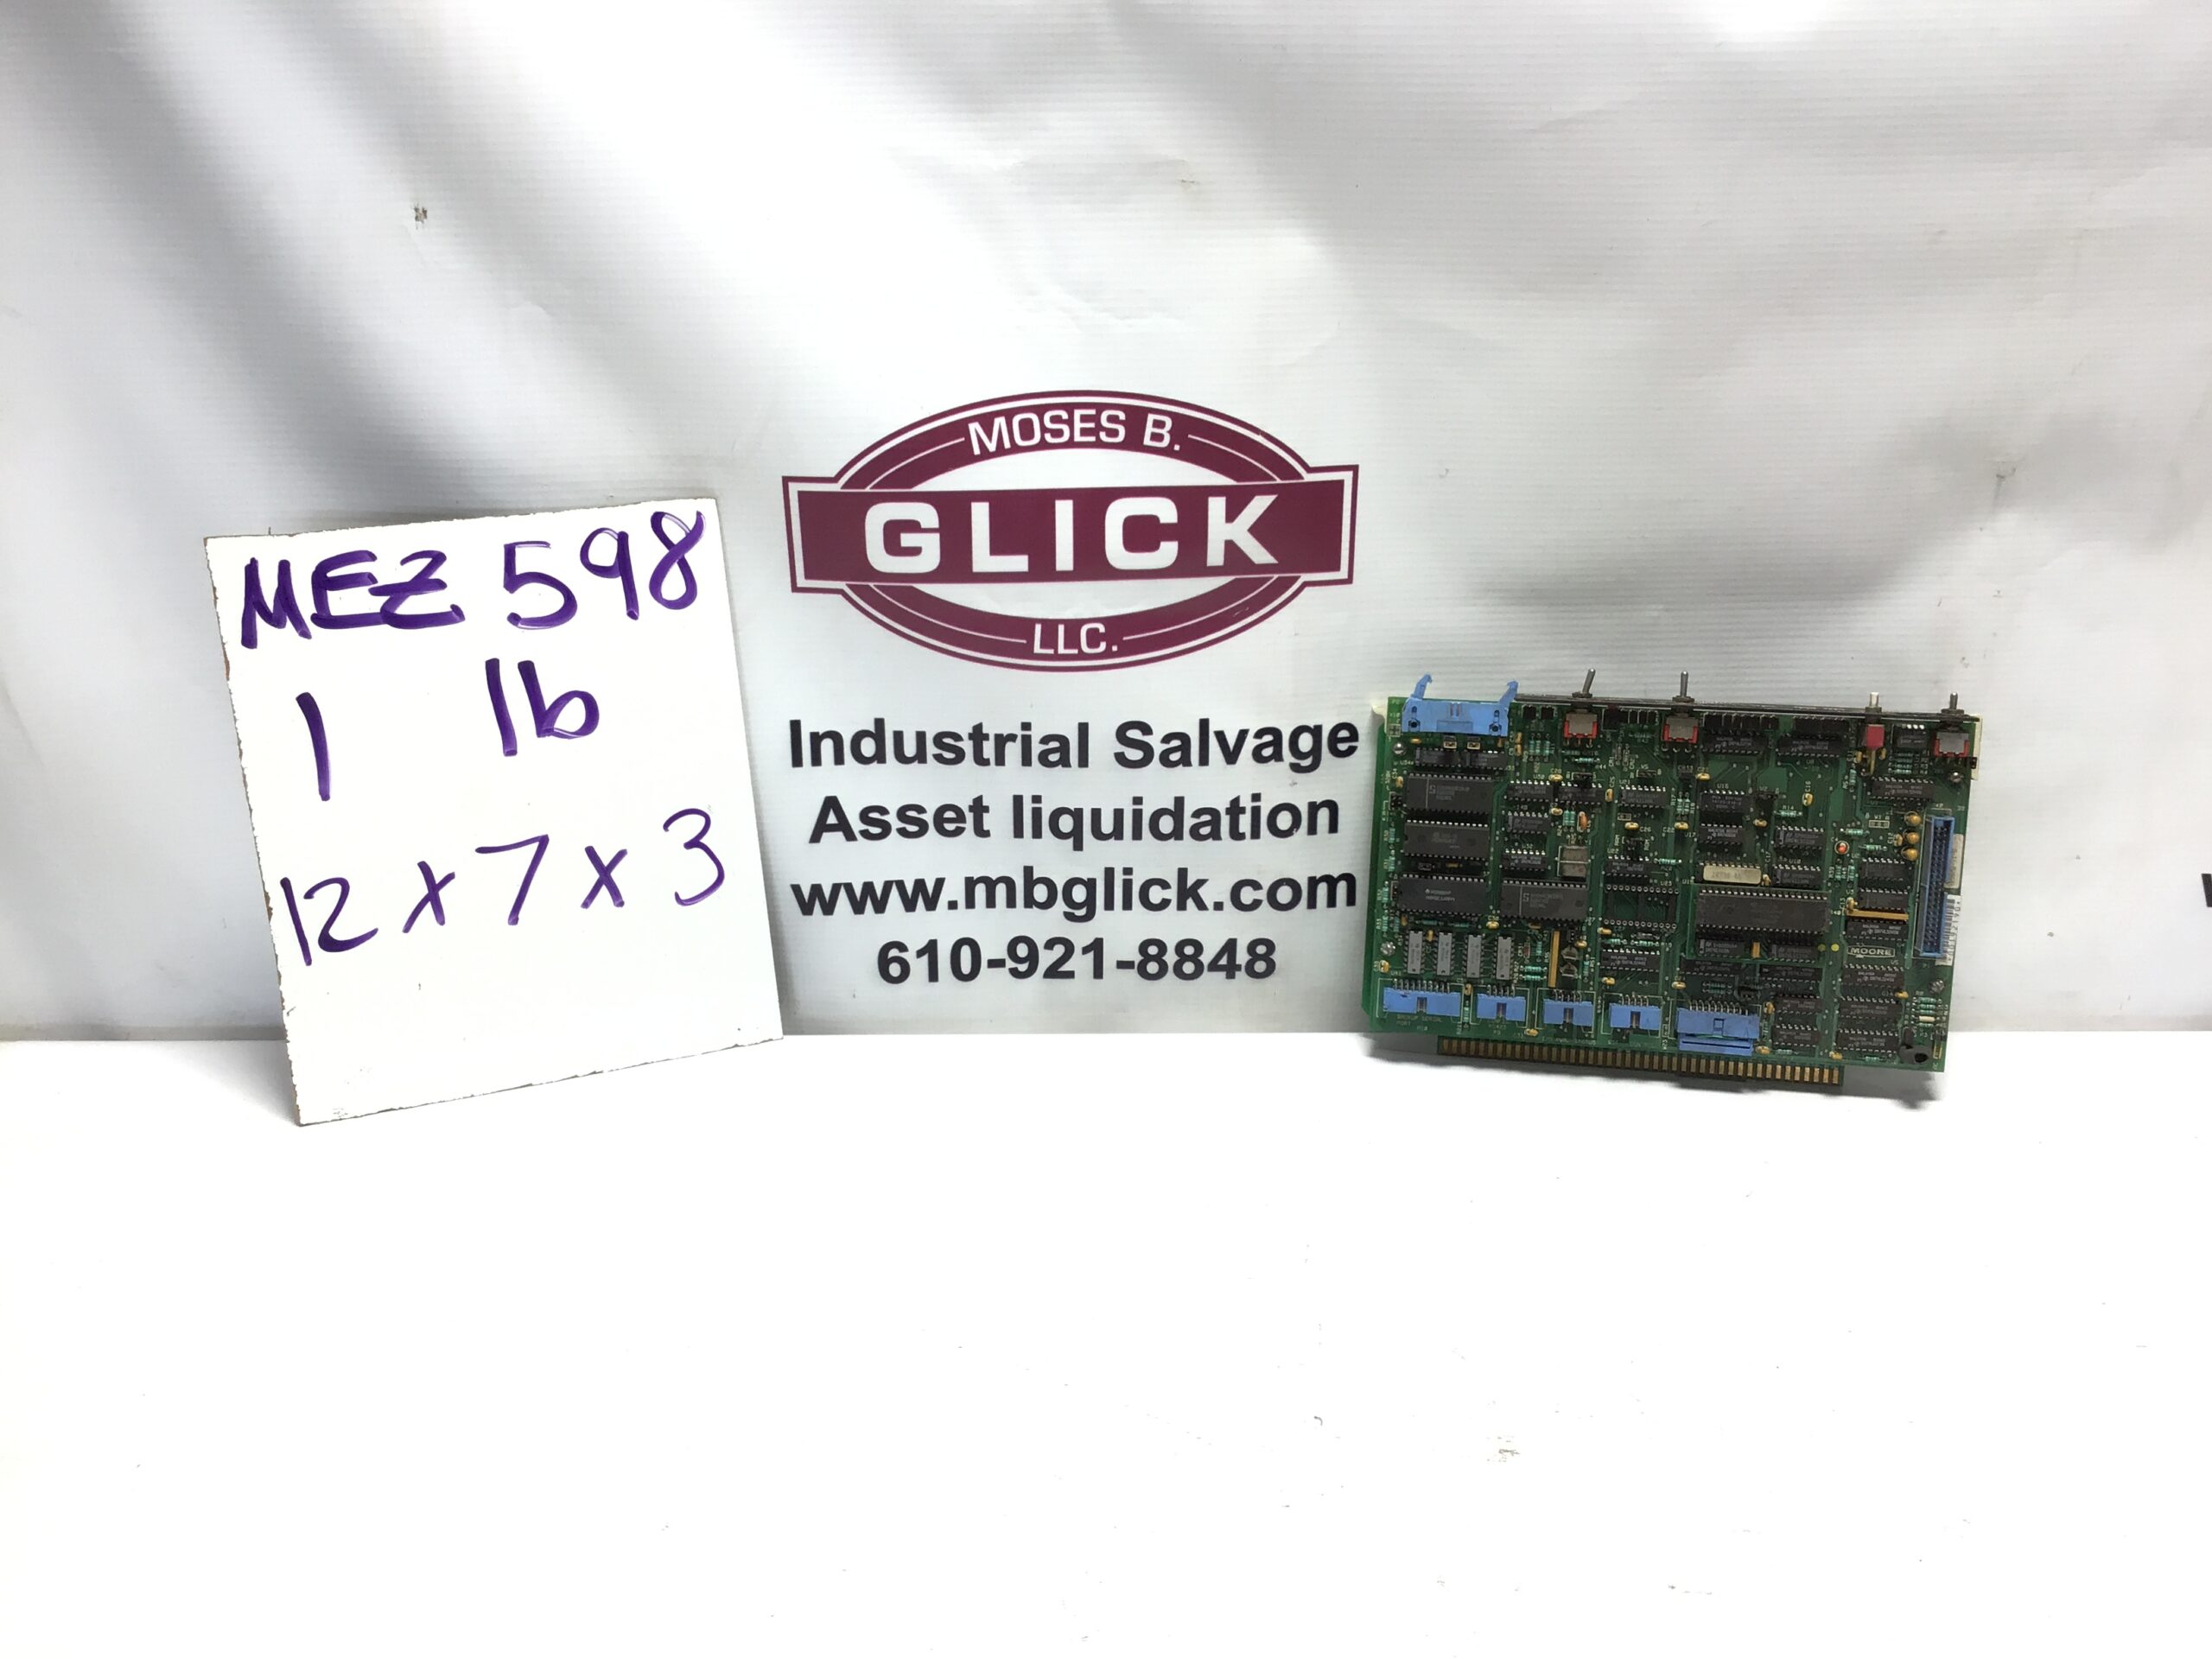 MEZ 598
1 lb
12 x 7 x 3
MOSES B.
GLICK
LLC.
Industrial Salvage
Asset liquidation
www.mbglick.com
610-921-8848
MOORE